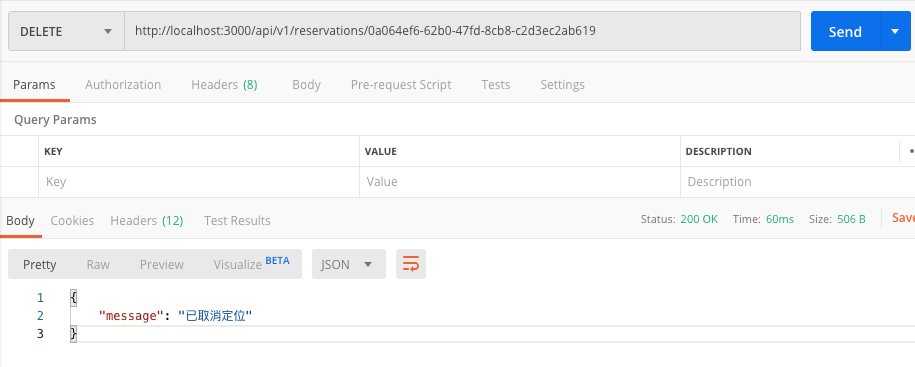 DELETE http://localhost:3000/api/v1/reservations/0a064ef6-62b0-47fd-8cb8-c2d3ec2ab619 Send
Params Authorization Headers (8) Body Pre-request Script Tests Settings
Query Params
KEY VALUE DESCRIPTION
Key Value Description
Body Cookies Headers (12) Test Results Status: 200 OK Time: 60ms Size: 506 B Save
Pretty Raw Preview Visualize BETA JSON
1 {
2 "message": "已取消定位"
3 }